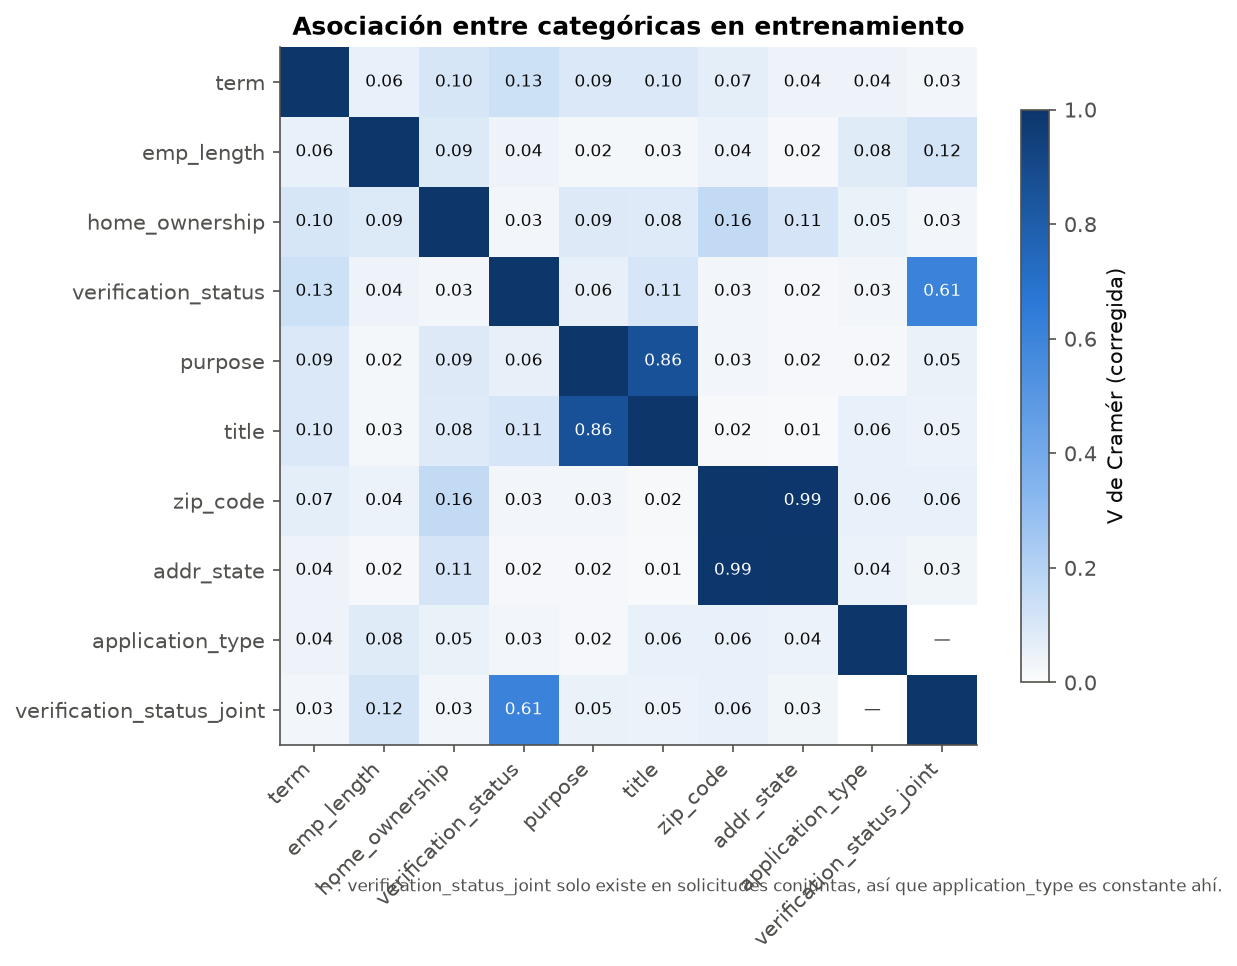 Asociación entre categóricas en entrenamiento
term 0.06 0.10 0.13 0.09 0.10 0.07 0.04 0.04 0.03
emp_length 0.06 0.09 0.04 0.02 0.03 0.04 0.02 0.08 0.12
home_ownership 0.10 0.09 0.03 0.09 0.08 0.16 0.11 0.05 0.03
verification_status 0.13 0.04 0.03 0.06 0.11 0.03 0.02 0.03 0.61
purpose 0.09 0.02 0.09 0.06 0.86 0.03 0.02 0.02 0.05
title 0.10 0.03 0.08 0.11 0.86 0.02 0.01 0.06 0.05
zip_code 0.07 0.04 0.16 0.03 0.03 0.02 0.99 0.06 0.06
addr_state 0.04 0.02 0.11 0.02 0.02 0.01 0.99 0.04 0.03
application_type 0.04 0.08 0.05 0.03 0.02 0.06 0.06 0.04 —
verification_status_joint 0.03 0.12 0.03 0.61 0.05 0.05 0.06 0.03 —
term
emp_length
home_ownership
verification_status
purpose
title
zip_code
addr_state
application_type
verification_status_joint
1.0
0.8
0.6
0.4
0.2
0.0
V de Cramér (corregida)
: verification_status_joint solo existe en solicitudes conjuntas, así que application_type es constante ahí.